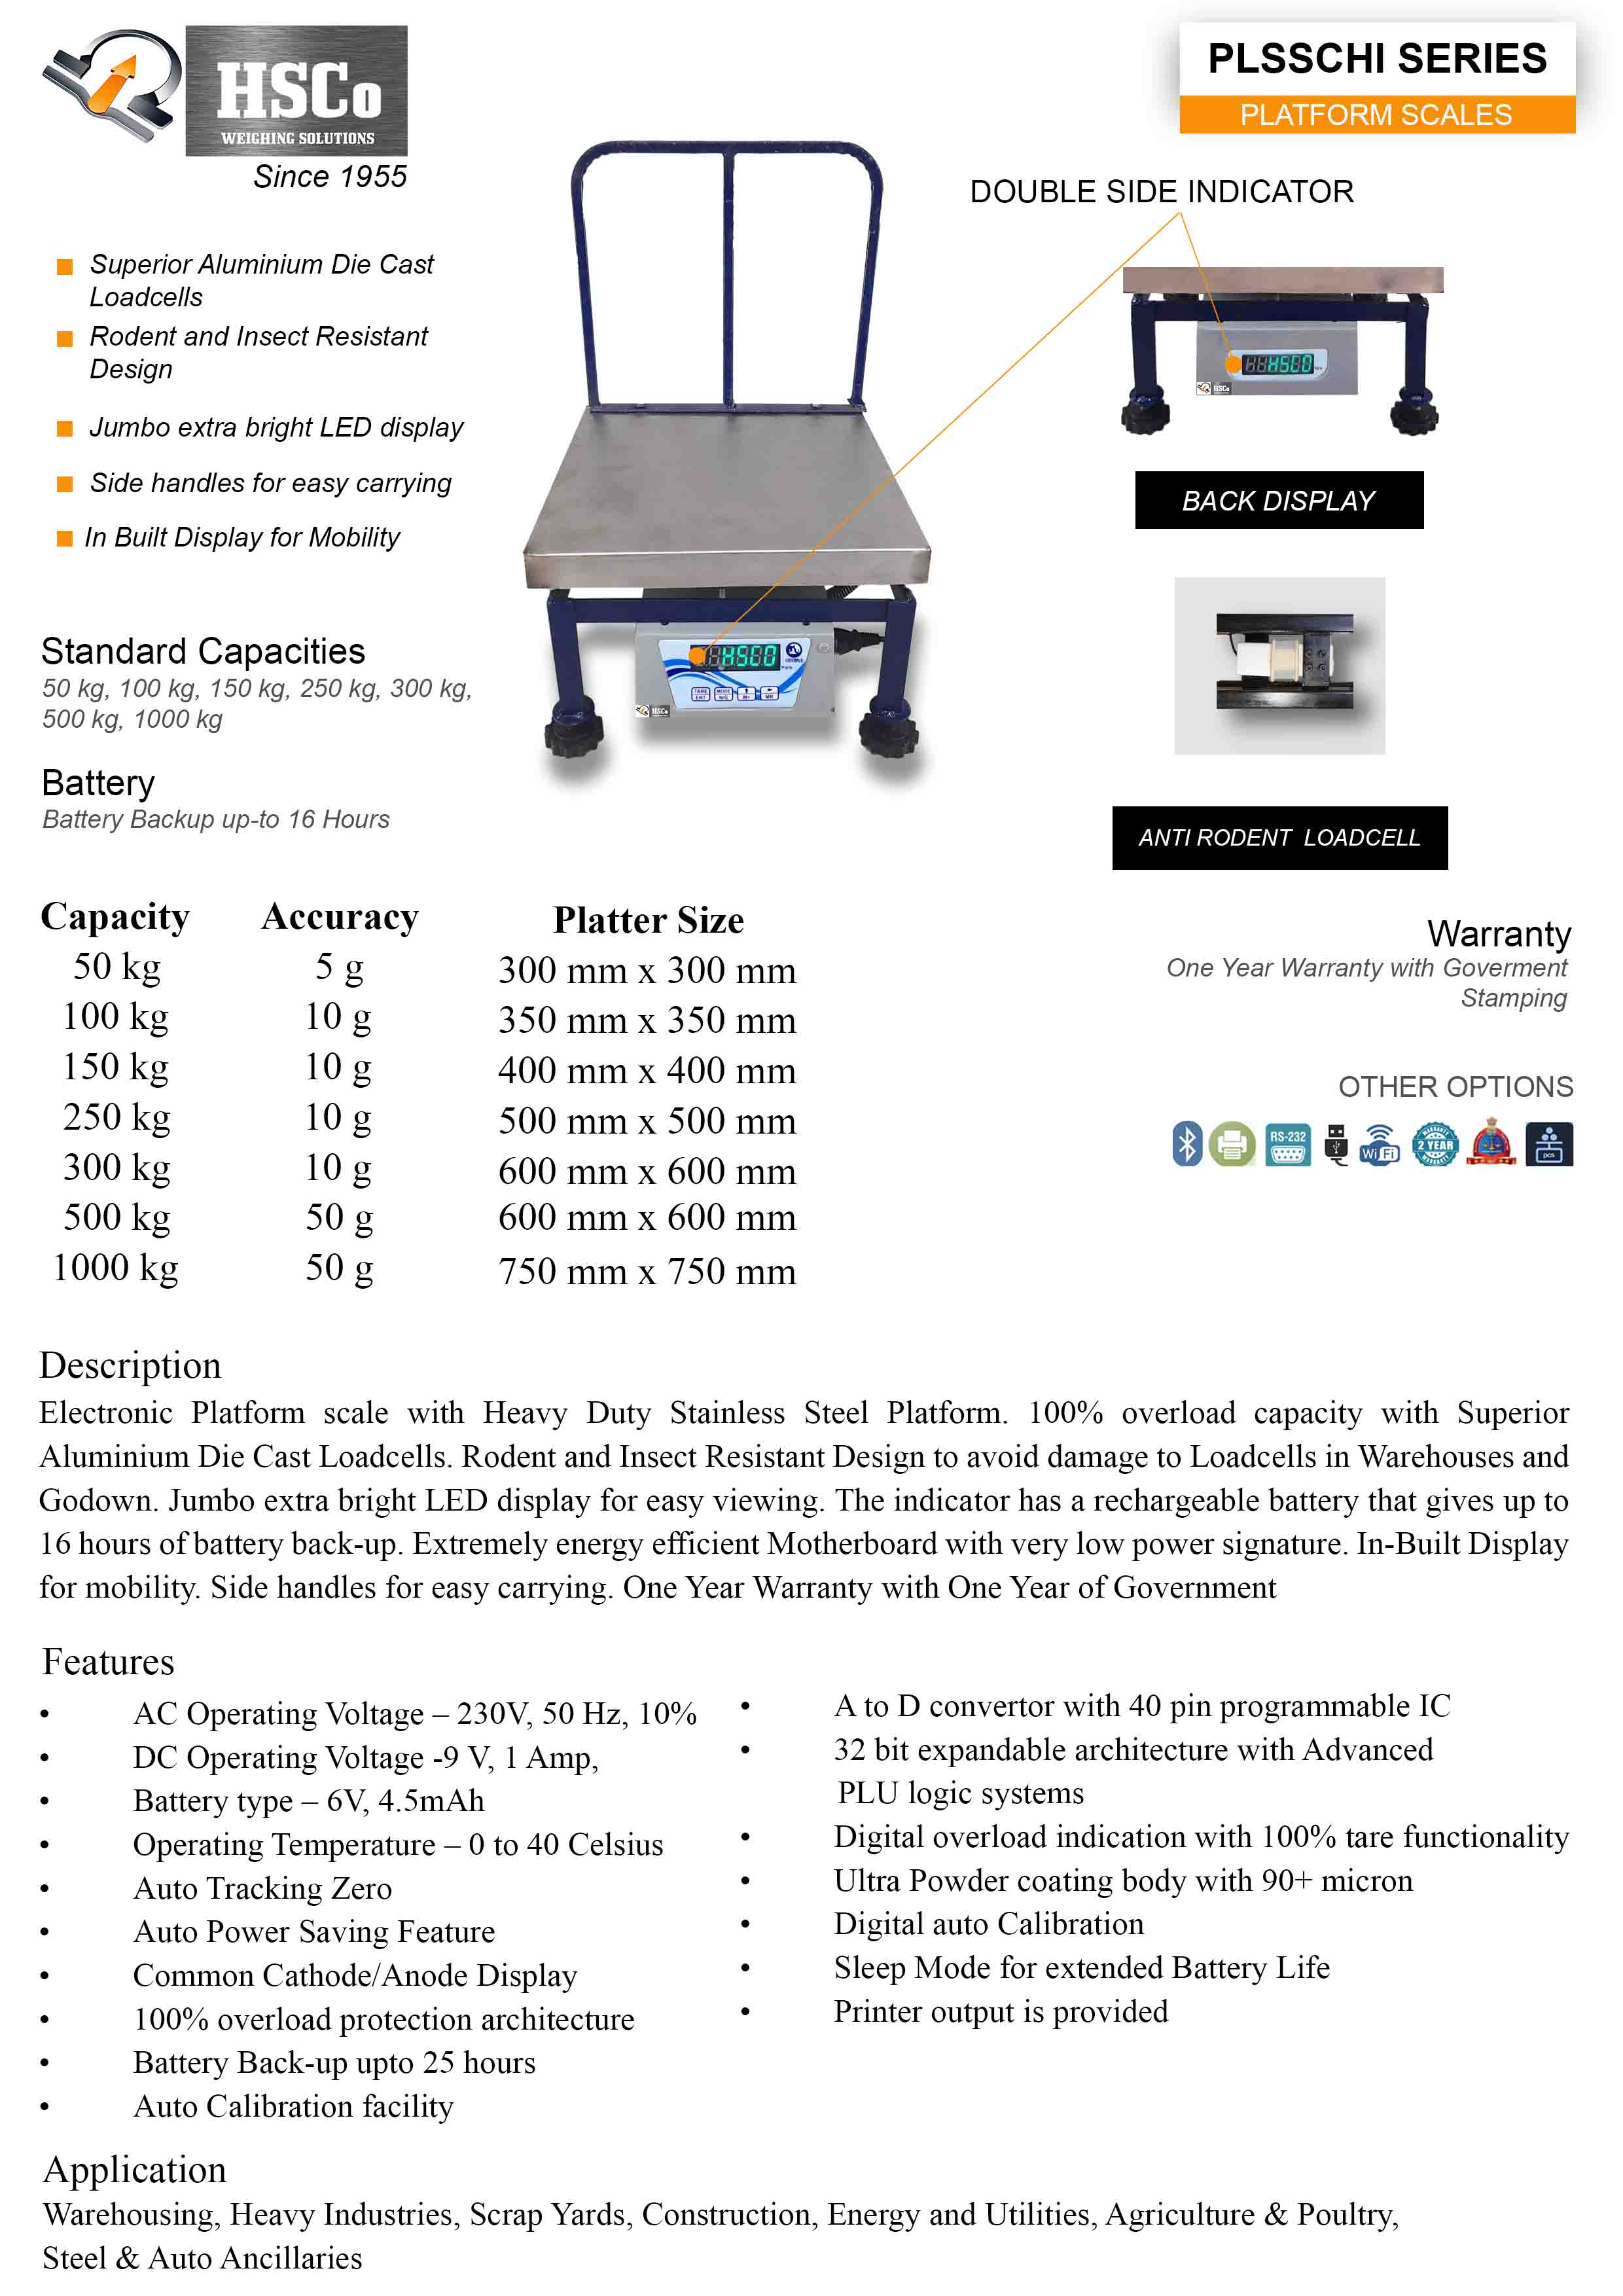 HSCo
WEIGHING SOLUTIONS
Since 1955
PLSSCHI SERIES
PLATFORM SCALES
DOUBLE SIDE INDICATOR
Superior Aluminium Die Cast
Loadcells
Rodent and Insect Resistant
Design
Jumbo extra bright LED display
Side handles for easy carrying
In Built Display for Mobility
HSCO
HSCo
BACK DISPLAY
Standard Capacities
50 kg, 100 kg, 150 kg, 250 kg, 300 kg,
500 kg, 1000 kg
HSCO
TARE
MODE
M+
MR
HSCo
Battery
Battery Backup up-to 16 Hours
ANTI RODENT LOADCELL
Capacity Accuracy Platter Size
50 kg 5 g 300 mm x 300 mm
100 kg 10 g 350 mm x 350 mm
150 kg 10 g 400 mm x 400 mm
250 kg 10 g 500 mm x 500 mm
300 kg 10 g 600 mm x 600 mm
500 kg 50 g 600 mm x 600 mm
1000 kg 50 g 750 mm x 750 mm
Warranty
One Year Warranty with Goverment
Stamping
OTHER OPTIONS
RS-232
WiFi
WARRANTY
2 YEAR
WARRANTY
pcs
Description
Electronic Platform scale with Heavy Duty Stainless Steel Platform. 100% overload capacity with Superior
Aluminium Die Cast Loadcells. Rodent and Insect Resistant Design to avoid damage to Loadcells in Warehouses and
Godown. Jumbo extra bright LED display for easy viewing. The indicator has a rechargeable battery that gives up to
16 hours of battery back-up. Extremely energy efficient Motherboard with very low power signature. In-Built Display
for mobility. Side handles for easy carrying. One Year Warranty with One Year of Government
Features
• AC Operating Voltage – 230V, 50 Hz, 10%
• DC Operating Voltage -9 V, 1 Amp,
• Battery type – 6V, 4.5mAh
• Operating Temperature – 0 to 40 Celsius
• Auto Tracking Zero
• Auto Power Saving Feature
• Common Cathode/Anode Display
• 100% overload protection architecture
• Battery Back-up upto 25 hours
• Auto Calibration facility
• A to D convertor with 40 pin programmable IC
• 32 bit expandable architecture with Advanced
PLU logic systems
• Digital overload indication with 100% tare functionality
• Ultra Powder coating body with 90+ micron
• Digital auto Calibration
• Sleep Mode for extended Battery Life
• Printer output is provided
Application
Warehousing, Heavy Industries, Scrap Yards, Construction, Energy and Utilities, Agriculture & Poultry,
Steel & Auto Ancillaries